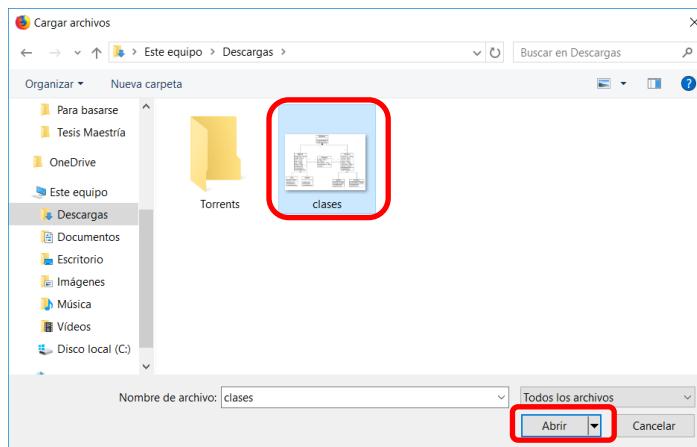 Cargar archivos
Este equipo > Descargas >
Buscar en Descargas
Organizar
Nueva carpeta
Para basarse
Tesis Maestría
OneDrive
Este equipo
Descargas
Documentos
Escritorio
Imágenes
Música
Vídeos
Disco local (C:)
Torrents
clases
Nombre de archivo: clases
Todos los archivos
Abrir
Cancelar